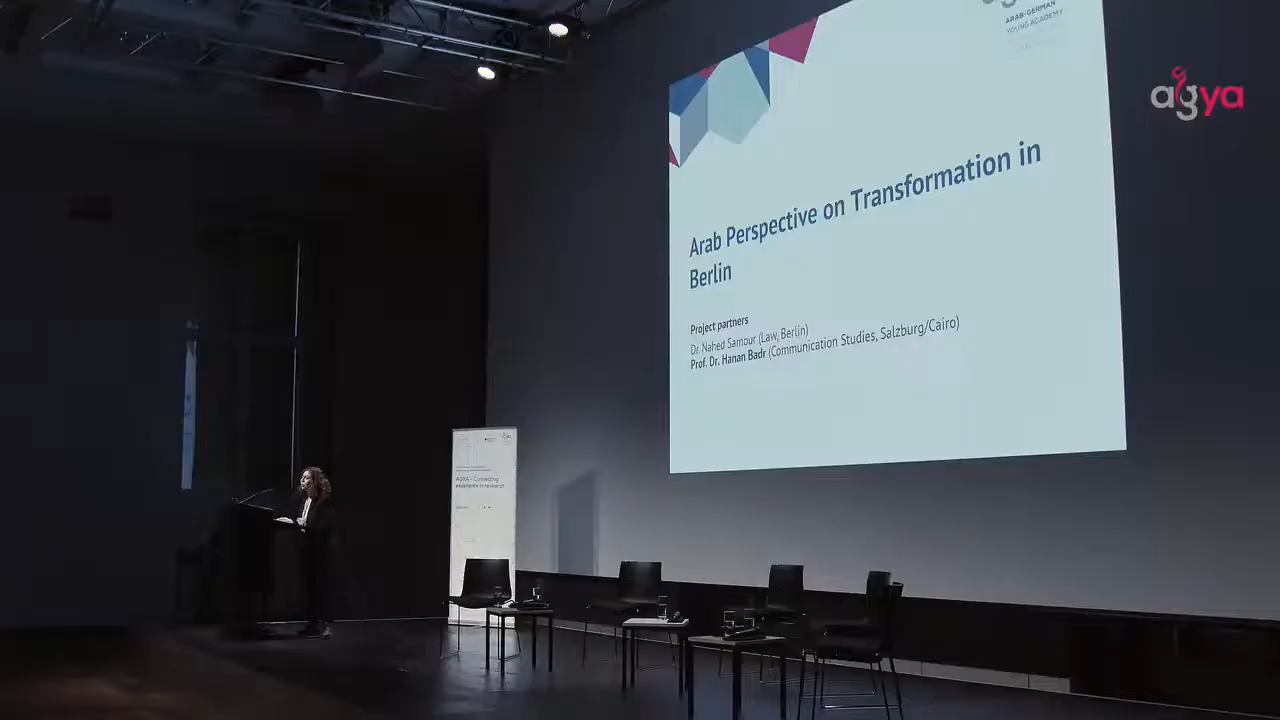 ARAB-GERMAN
YOUNG ACADEMY
agya
Arab Perspective on Transformation in
Berlin
Project partners
Dr. Nahed Samour (Law, Berlin)
Prof. Dr. Hanan Badr (Communication Studies, Salzburg/Cairo)
agya
AGYA - Connecting
excellence in research